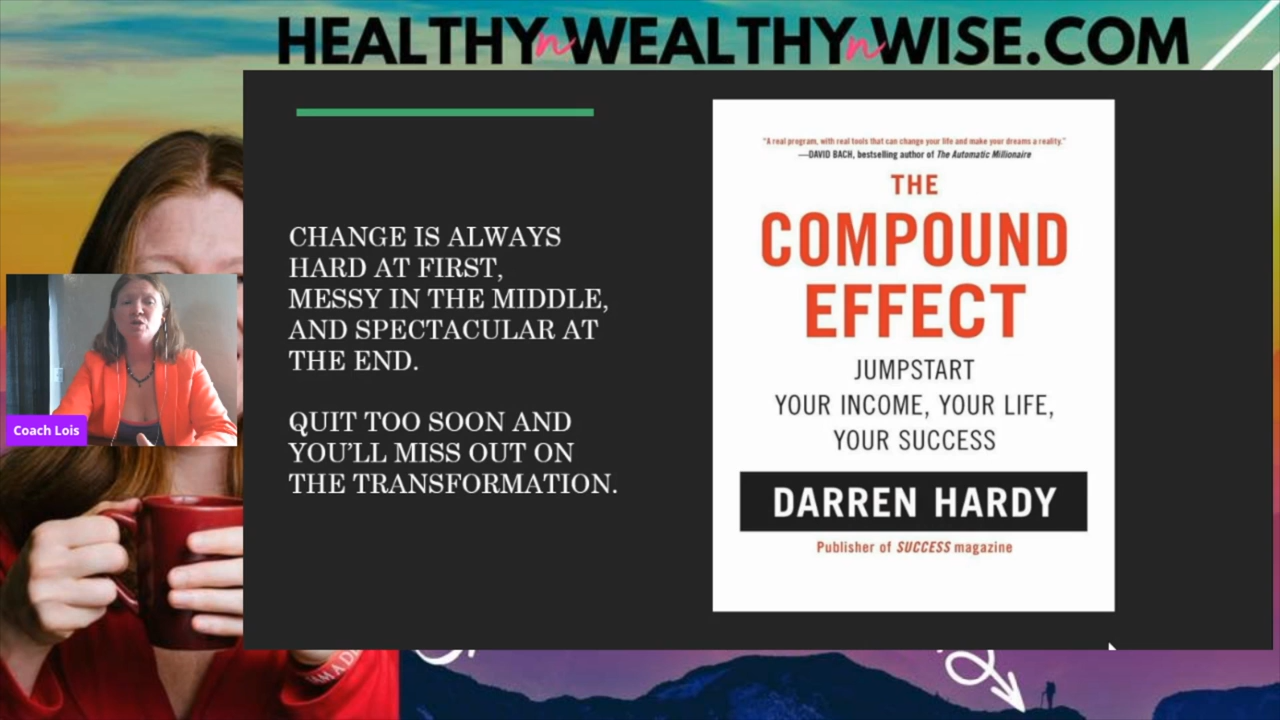 HEALTHYnWEALTHYnWISE.COM
CHANGE IS ALWAYS
HARD AT FIRST,
MESSY IN THE MIDDLE,
AND SPECTACULAR AT
THE END.
QUIT TOO SOON AND
YOU’LL MISS OUT ON
THE TRANSFORMATION.
"A real program, with real tools that can change your life and make your dreams a reality."
—DAVID BACH, bestselling author of The Automatic Millionaire
THE
COMPOUND
EFFECT
JUMPSTART
YOUR INCOME, YOUR LIFE,
YOUR SUCCESS
DARREN HARDY
Publisher of SUCCESS magazine
Coach Lois